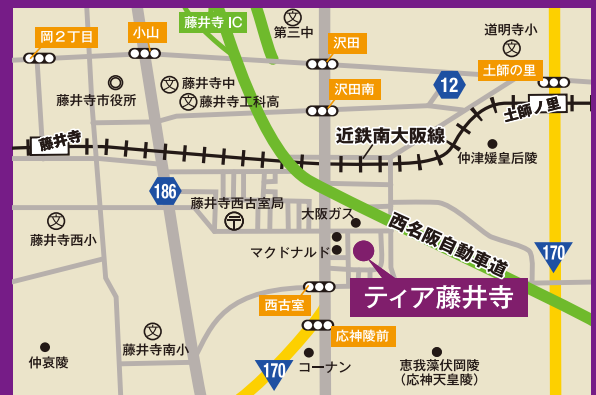 藤井寺IC
第三中
道明寺小
岡2丁目
小山
沢田
土師の里
沢田南
12
藤井寺中
藤井寺工科高
藤井寺市役所
土師ノ里
近鉄南大阪線
藤井寺
仲津媛皇后陵
186
藤井寺西古室局
大阪ガス
西名阪自動車道
藤井寺西小
マクドナルド
170
ティア藤井寺
西古室
応神陵前
藤井寺南小
仲哀陵
170
コーナン
恵我藻伏岡陵
(応神天皇陵)